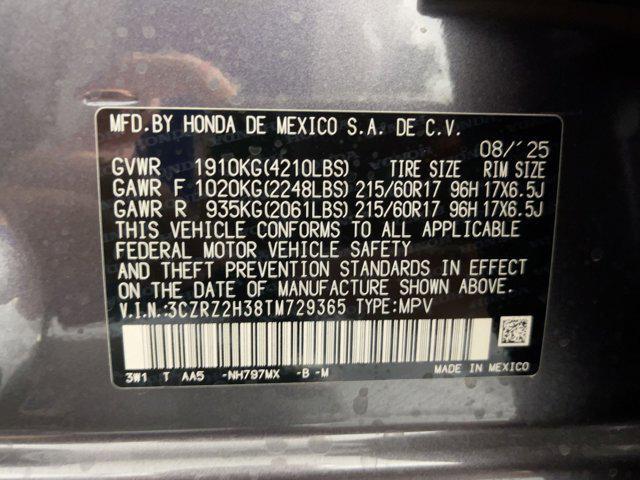 MFD.BY HONDA DE MEXICO S.A. DE C.V.
08/'25
GVWR 1910KG(4210LBS) TIRE SIZE RIM SIZE
GAWR F 1020KG(2248LBS) 215/60R17 96H 17X6.5J
GAWR R 935KG(2061LBS) 215/60R17 96H 17X6.5J
THIS VEHICLE CONFORMS TO ALL APPLICABLE
FEDERAL MOTOR VEHICLE SAFETY
AND THEFT PREVENTION STANDARDS IN EFFECT
ON THE DATE OF MANUFACTURE SHOWN ABOVE.
V.I.N.:3CZRZ2H38TM729365 TYPE:MPV
3W1 T AA5 -NH797MX -B -M
MADE IN MEXICO